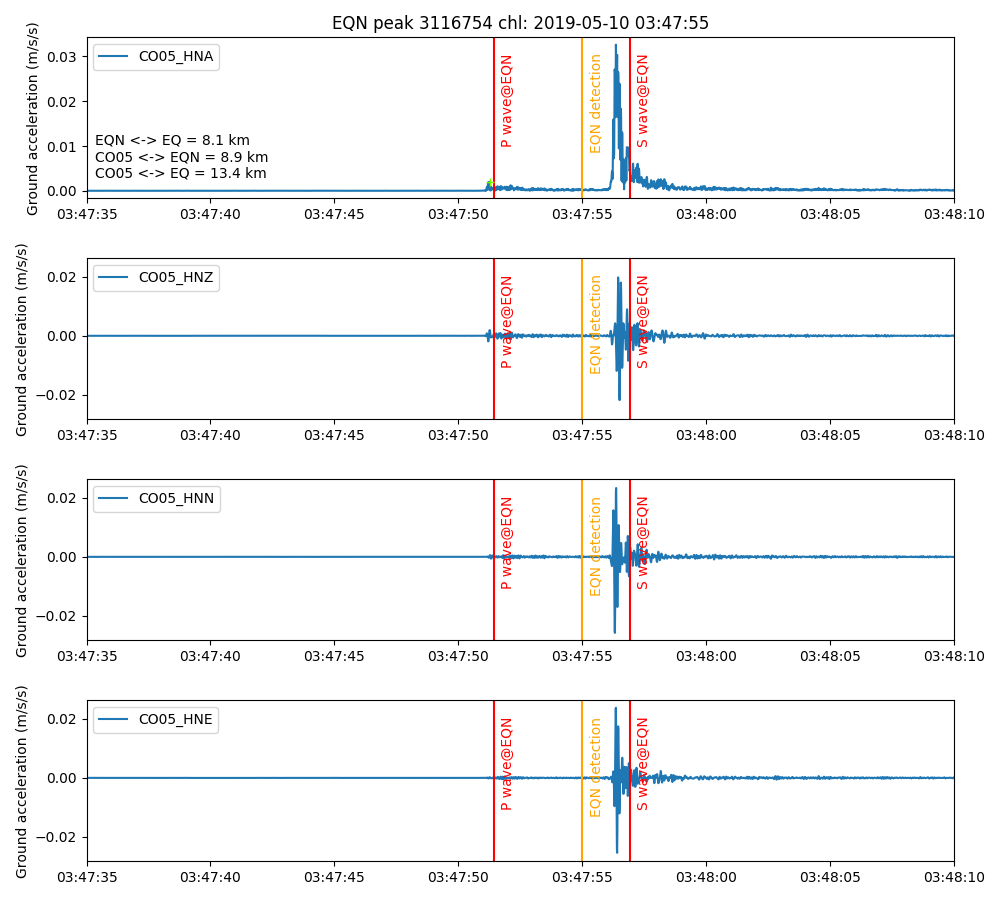 EQN peak 3116754 chl: 2019-05-10 03:47:55
Ground acceleration (m/s/s)
0.03
0.02
0.01
0.00
CO05_HNA
EQN <-> EQ = 8.1 km
CO05 <-> EQN = 8.9 km
CO05 <-> EQ = 13.4 km
P wave@EQN
EQN detection
S wave@EQN
03:47:35 03:47:40 03:47:45 03:47:50 03:47:55 03:48:00 03:48:05 03:48:10
Ground acceleration (m/s/s)
0.02
0.00
−0.02
CO05_HNZ
P wave@EQN
EQN detection
S wave@EQN
03:47:35 03:47:40 03:47:45 03:47:50 03:47:55 03:48:00 03:48:05 03:48:10
Ground acceleration (m/s/s)
0.02
0.00
−0.02
CO05_HNN
P wave@EQN
EQN detection
S wave@EQN
03:47:35 03:47:40 03:47:45 03:47:50 03:47:55 03:48:00 03:48:05 03:48:10
Ground acceleration (m/s/s)
0.02
0.00
−0.02
CO05_HNE
P wave@EQN
EQN detection
S wave@EQN
03:47:35 03:47:40 03:47:45 03:47:50 03:47:55 03:48:00 03:48:05 03:48:10